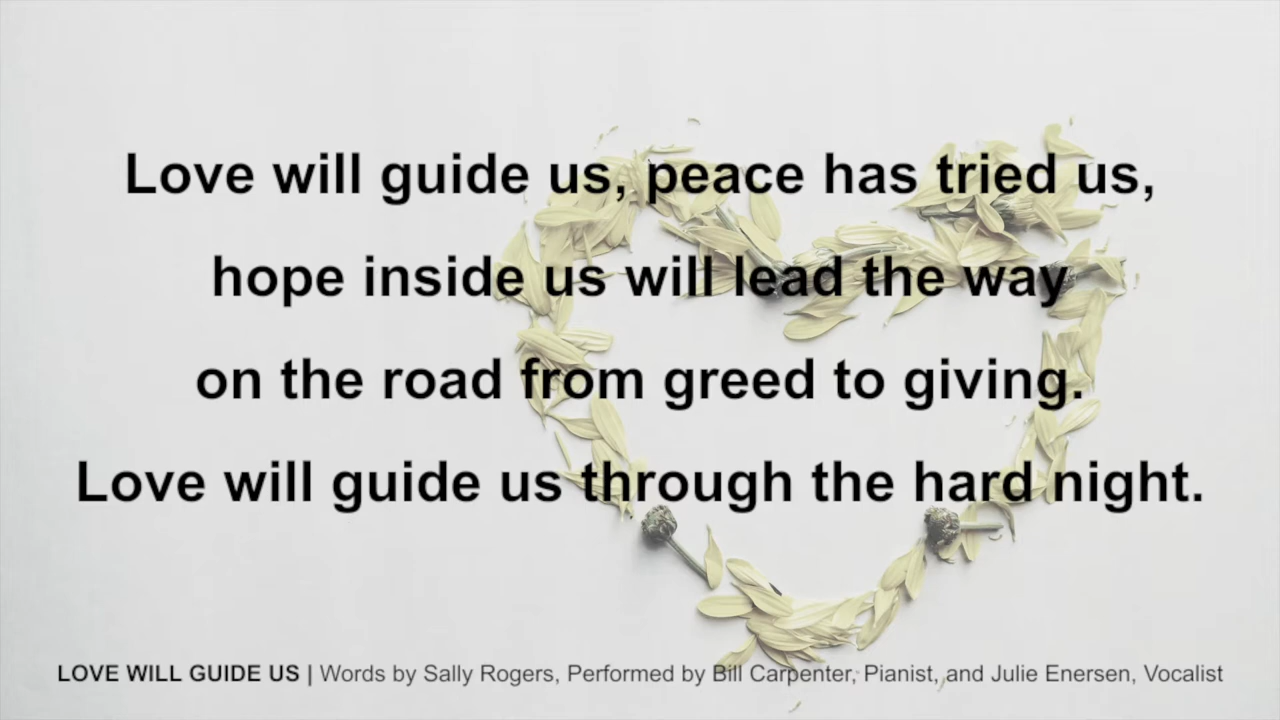 Love will guide us, peace has tried us,
hope inside us will lead the way
on the road from greed to giving.
Love will guide us through the hard night.
LOVE WILL GUIDE US | Words by Sally Rogers, Performed by Bill Carpenter, Pianist, and Julie Enersen, Vocalist